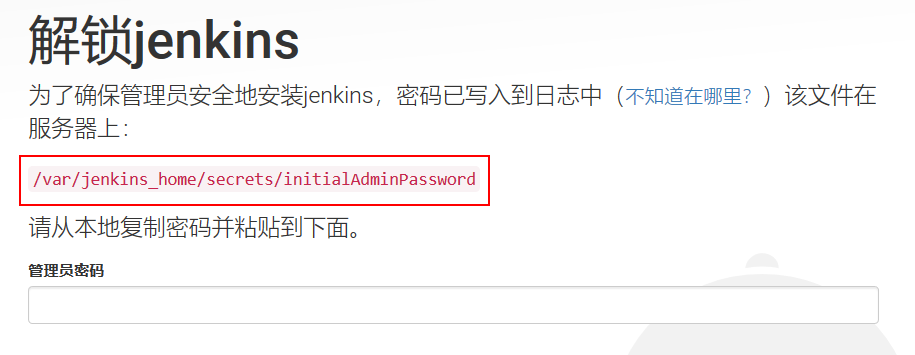 解锁jenkins
为了确保管理员安全地安装jenkins，密码已写入到日志中（不知道在哪里？）该文件在
服务器上：
/var/jenkins_home/secrets/initialAdminPassword
请从本地复制密码并粘贴到下面。
管理员密码